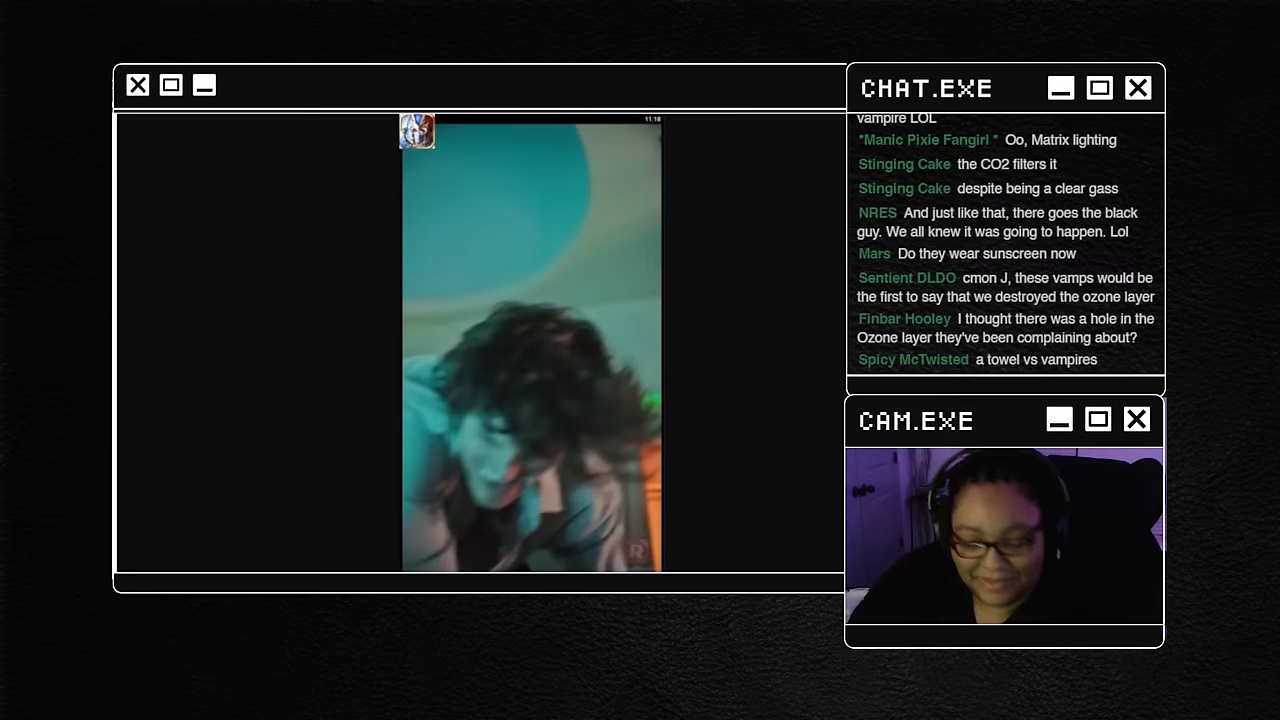 CHAT.EXE
vampire LOL
*Manic Pixie Fangirl * Oo, Matrix lighting
Stinging Cake the CO2 filters it
Stinging Cake despite being a clear gass
NRES And just like that, there goes the black
guy. We all knew it was going to happen. Lol
Mars Do they wear sunscreen now
Sentient DLDO cmon J, these vamps would be
the first to say that we destroyed the ozone layer
Finbar Hooley I thought there was a hole in the
Ozone layer they've been complaining about?
Spicy McTwisted a towel vs vampires
11:18
R
CAM.EXE